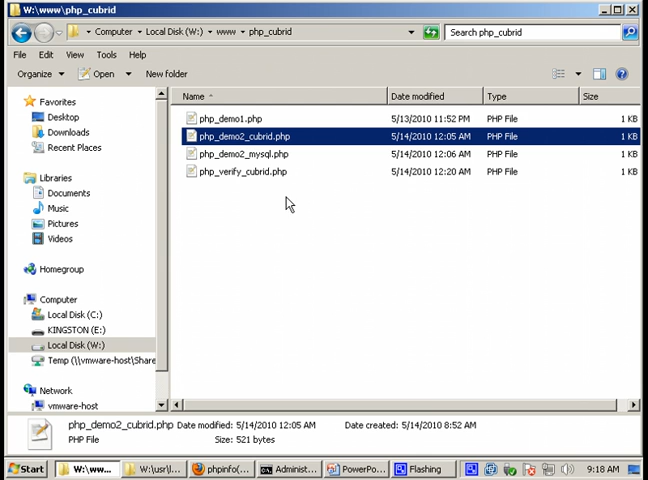 W:\www\php_cubrid
Computer Local Disk (W:) www php_cubrid
Search php_cubrid
File Edit View Tools Help
Organize Open New folder
Name Date modified Type Size
php_demo1.php 5/13/2010 11:52 PM PHP File 1 KB
php_demo2_cubrid.php 5/14/2010 12:05 AM PHP File 1 KB
php_demo2_mysql.php 5/14/2010 12:06 AM PHP File 1 KB
php_verify_cubrid.php 5/14/2010 12:20 AM PHP File 1 KB
Favorites
Desktop
Downloads
Recent Places
Libraries
Documents
Music
Pictures
Videos
Homegroup
Computer
Local Disk (C:)
KINGSTON (E:)
Local Disk (W:)
Temp (\\vmware-host\Share
Network
vmware-host
php_demo2_cubrid.php Date modified: 5/14/2010 12:05 AM Date created: 5/14/2010 8:52 AM
PHP File Size: 521 bytes
Start W:\ww... W:\usr\l... phpinfo(... Administ... PowerPo... Flashing 9:18 AM